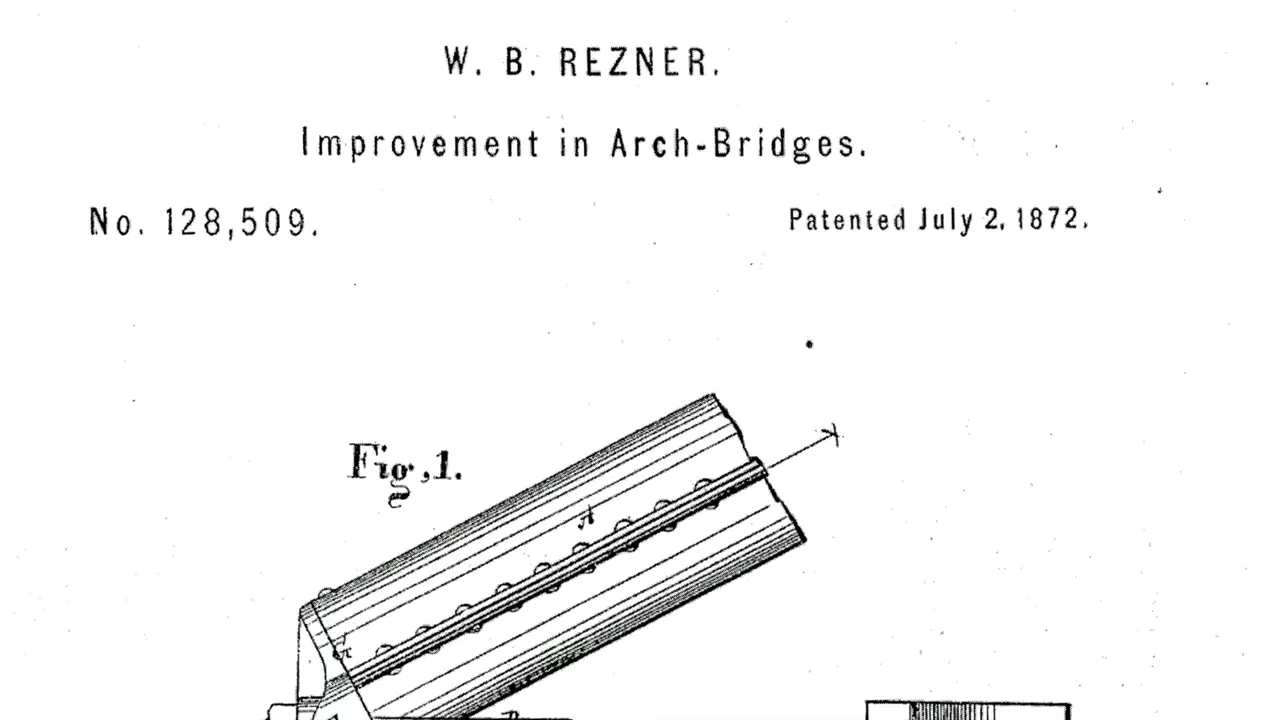 W. B. REZNER.
Improvement in Arch-Bridges.
No. 128,509.
Patented July 2, 1872.
Fig. 1.
A
G